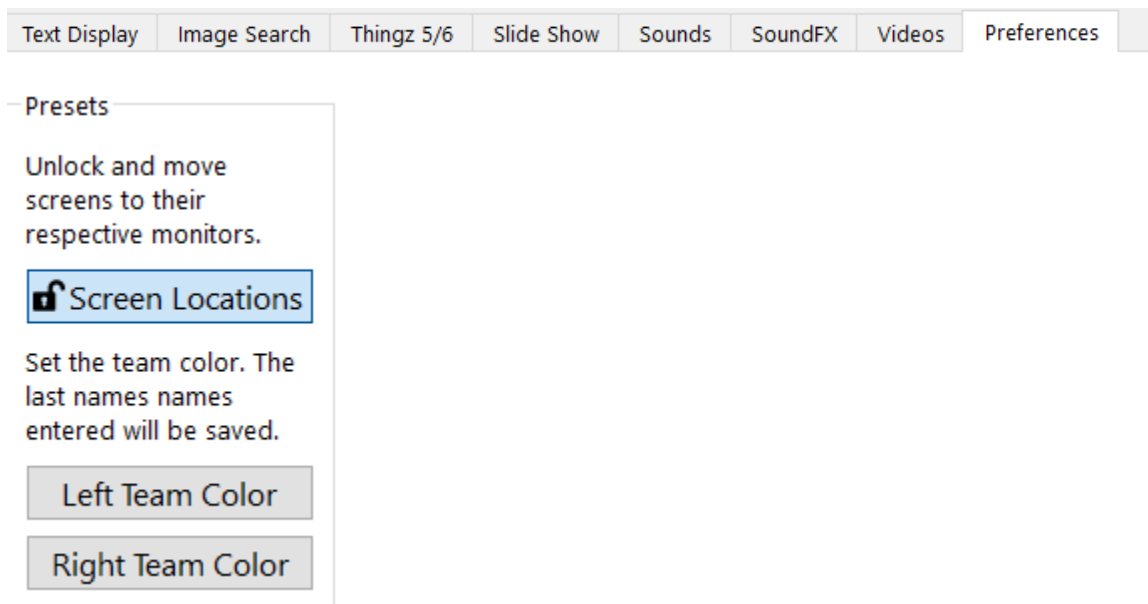 Text Display Image Search Thingz 5/6 Slide Show Sounds SoundFX Videos Preferences
Presets
Unlock and move
screens to their
respective monitors.
Screen Locations
Set the team color. The
last names names
entered will be saved.
Left Team Color
Right Team Color